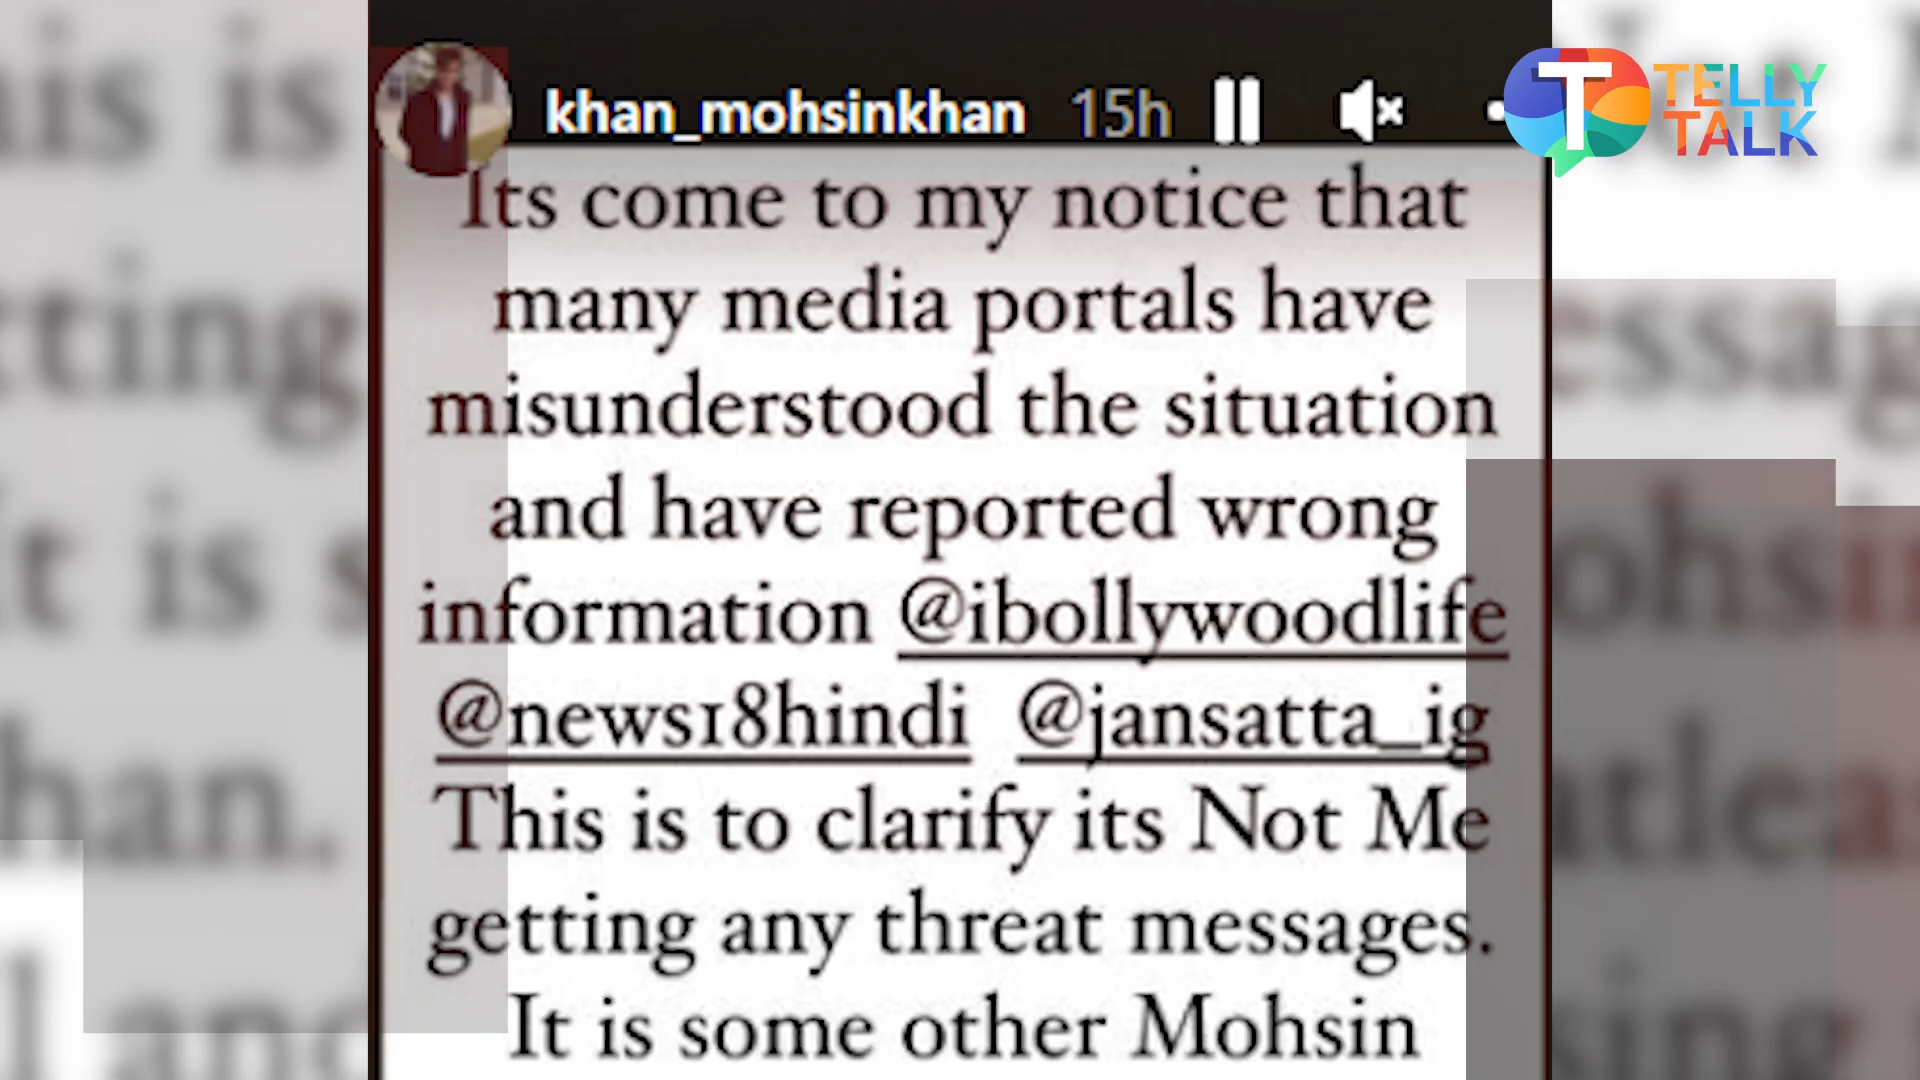 khan_mohsinkhan 15h
TELLY
TALK
Its come to my notice that
many media portals have
misunderstood the situation
and have reported wrong
information @ibollywoodlife
@news18hindi @jansatta_ig
This is to clarify its Not Me
getting any threat messages.
It is some other Mohsin